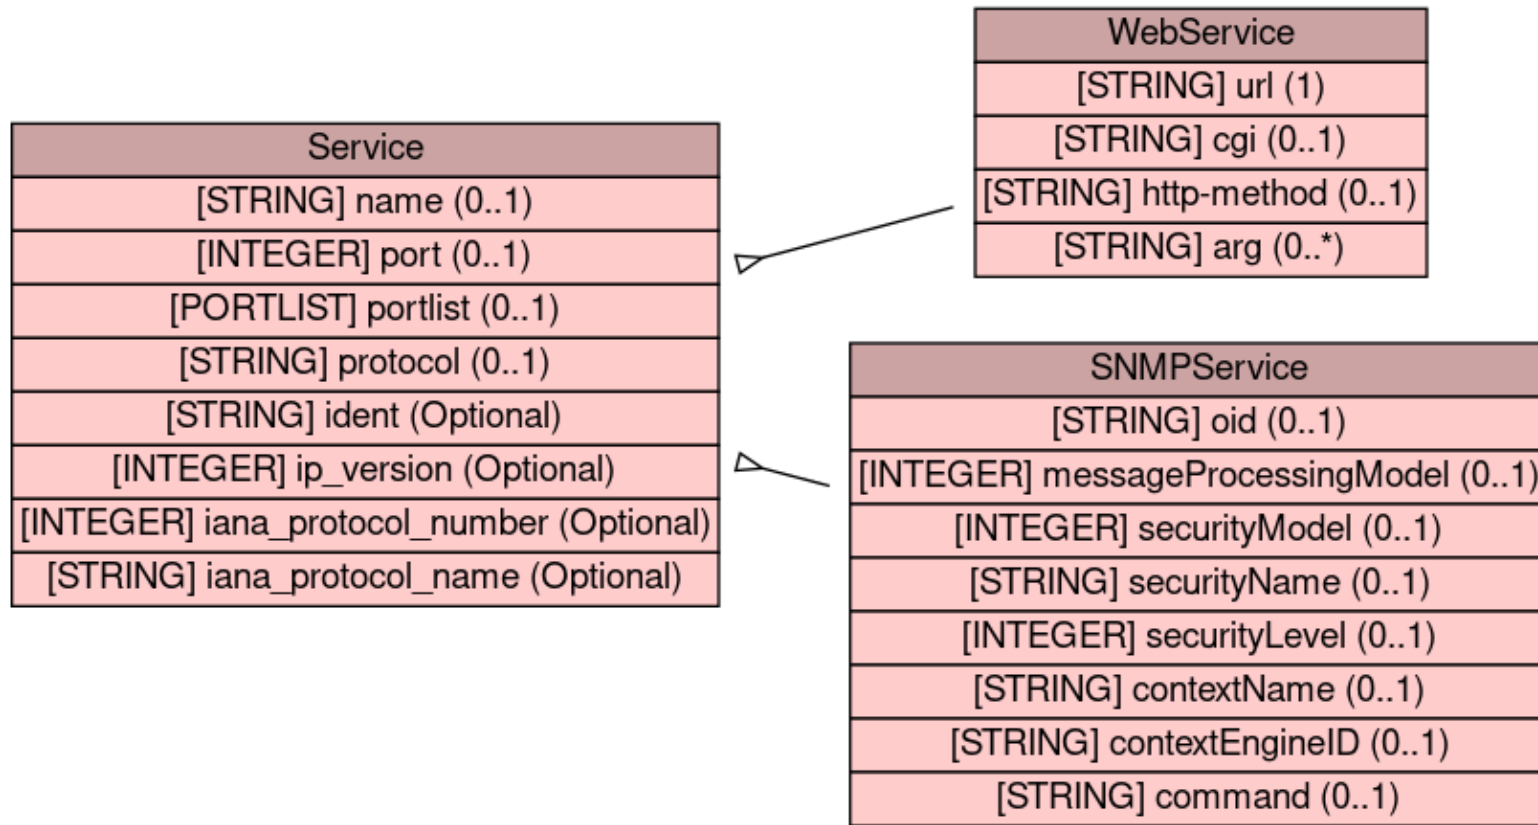 Service
[STRING] name (0..1)
[INTEGER] port (0..1)
[PORTLIST] portlist (0..1)
[STRING] protocol (0..1)
[STRING] ident (Optional)
[INTEGER] ip_version (Optional)
[INTEGER] iana_protocol_number (Optional)
[STRING] iana_protocol_name (Optional)
WebService
[STRING] url (1)
[STRING] cgi (0..1)
[STRING] http-method (0..1)
[STRING] arg (0..*)
SNMPService
[STRING] oid (0..1)
[INTEGER] messageProcessingModel (0..1)
[INTEGER] securityModel (0..1)
[STRING] securityName (0..1)
[INTEGER] securityLevel (0..1)
[STRING] contextName (0..1)
[STRING] contextEngineID (0..1)
[STRING] command (0..1)